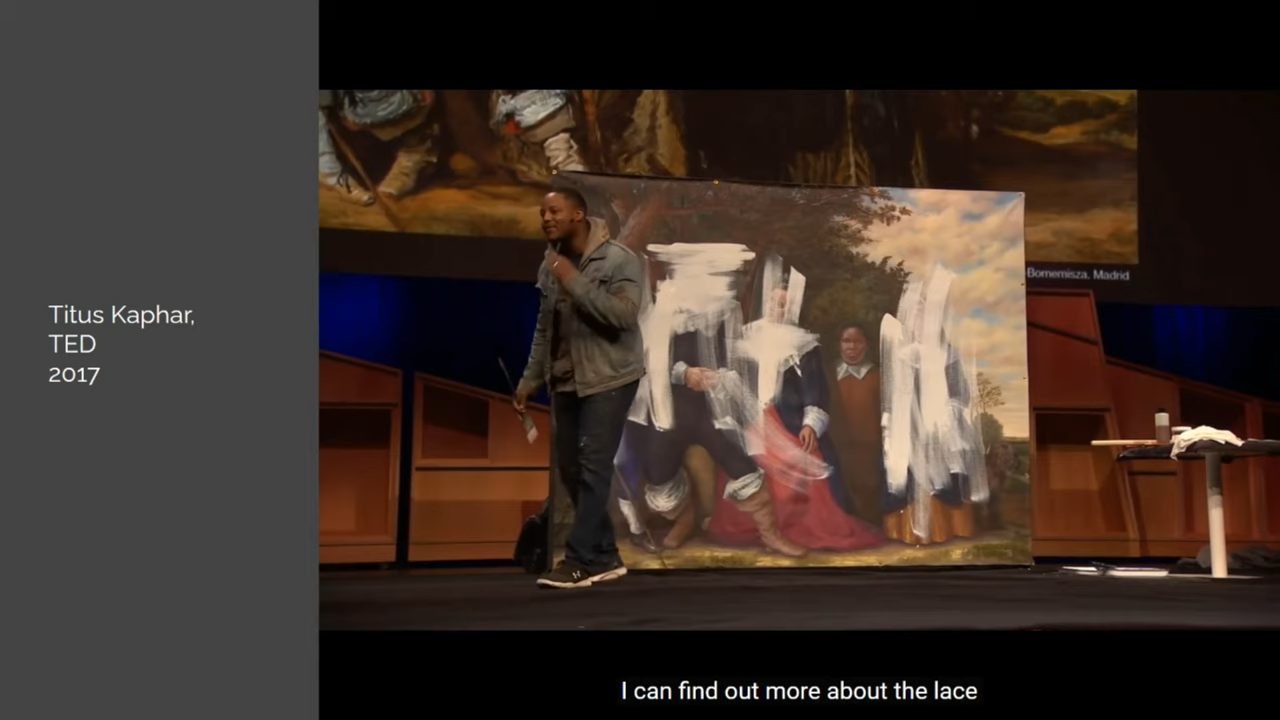 Titus Kaphar,
TED
2017
-Bornemisza. Madrid
I can find out more about the lace